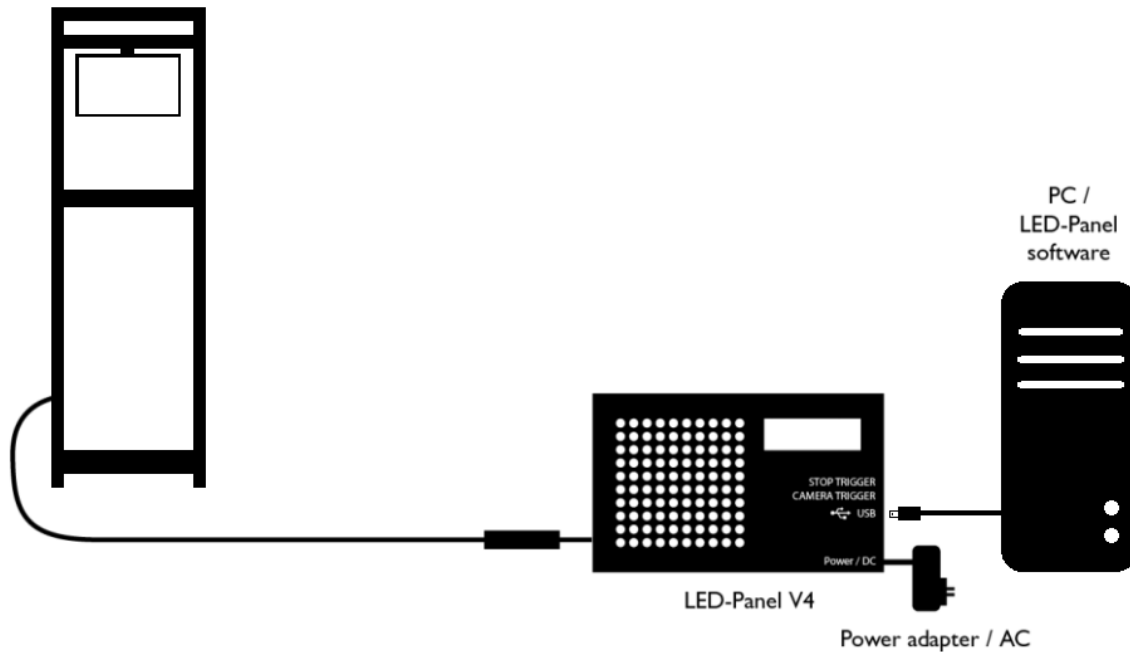 PC /
LED-Panel
software
STOP TRIGGER
CAMERA TRIGGER
USB
Power / DC
LED-Panel V4
Power adapter / AC